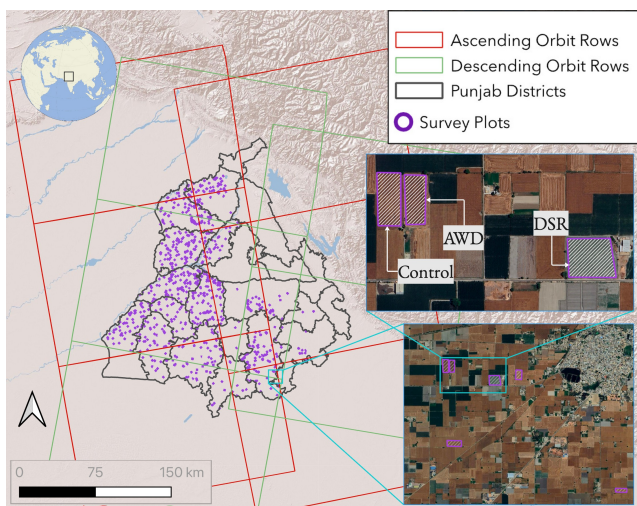 Ascending Orbit Rows
Descending Orbit Rows
Punjab Districts
Survey Plots
DSR
AWD
Control
0 75 150 km